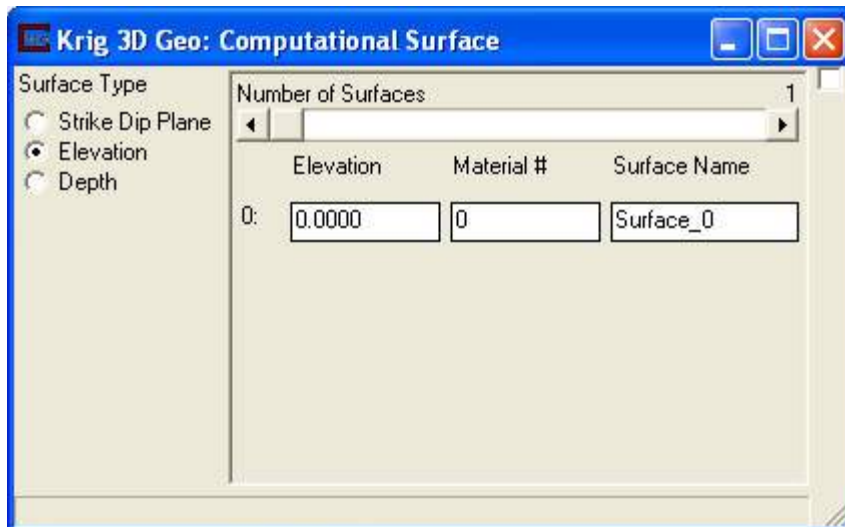 Krig 3D Geo: Computational Surface
Surface Type
Strike Dip Plane
Elevation
Depth
Number of Surfaces 1
Elevation Material # Surface Name
0: 0.0000 0 Surface_0